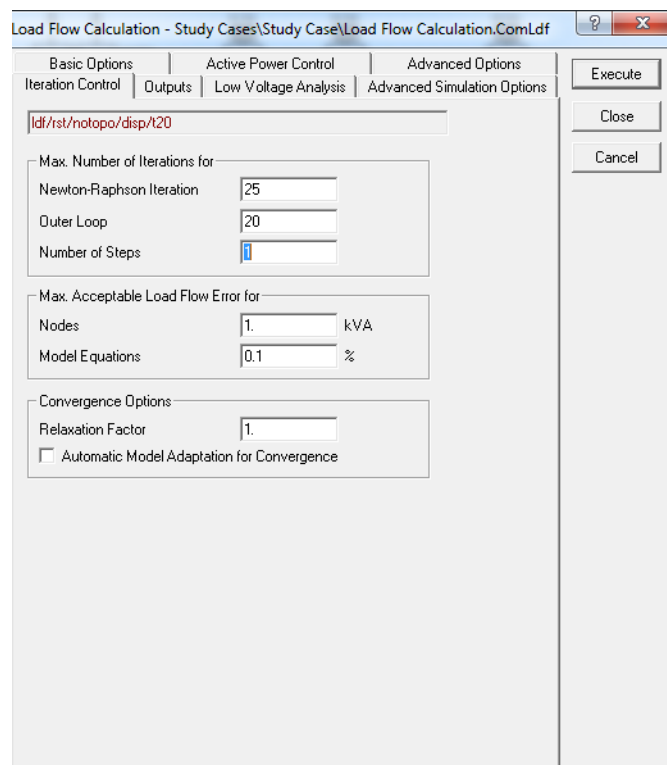 Load Flow Calculation - Study Cases\Study Case\Load Flow Calculation.ComLdf
Basic Options
Active Power Control
Advanced Options
Iteration Control
Outputs
Low Voltage Analysis
Advanced Simulation Options
Execute
Close
Cancel
ldf/rst/notopo/disp/t20
Max. Number of Iterations for
Newton-Raphson Iteration 25
Outer Loop 20
Number of Steps 1
Max. Acceptable Load Flow Error for
Nodes 1. kVA
Model Equations 0.1 %
Convergence Options
Relaxation Factor 1.
Automatic Model Adaptation for Convergence